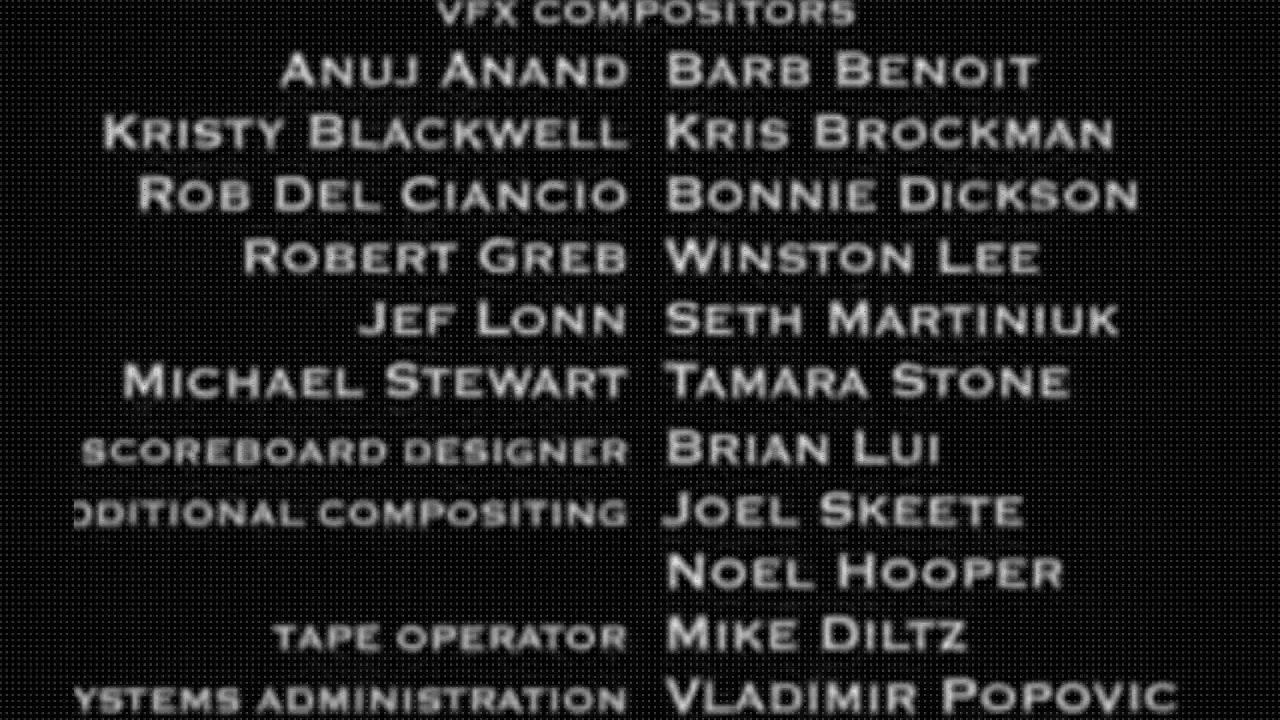 VFX COMPOSITORS
ANUJ ANAND BARB BENOIT
KRISTY BLACKWELL KRIS BROCKMAN
ROB DEL CIANCIO BONNIE DICKSON
ROBERT GREB WINSTON LEE
JEF LONN SETH MARTINIUK
MICHAEL STEWART TAMARA STONE
SCOREBOARD DESIGNER BRIAN LUI
DDITIONAL COMPOSITING JOEL SKEETE
NOEL HOOPER
TAPE OPERATOR MIKE DILTZ
YSTEMS ADMINISTRATION VLADIMIR POPOVIC